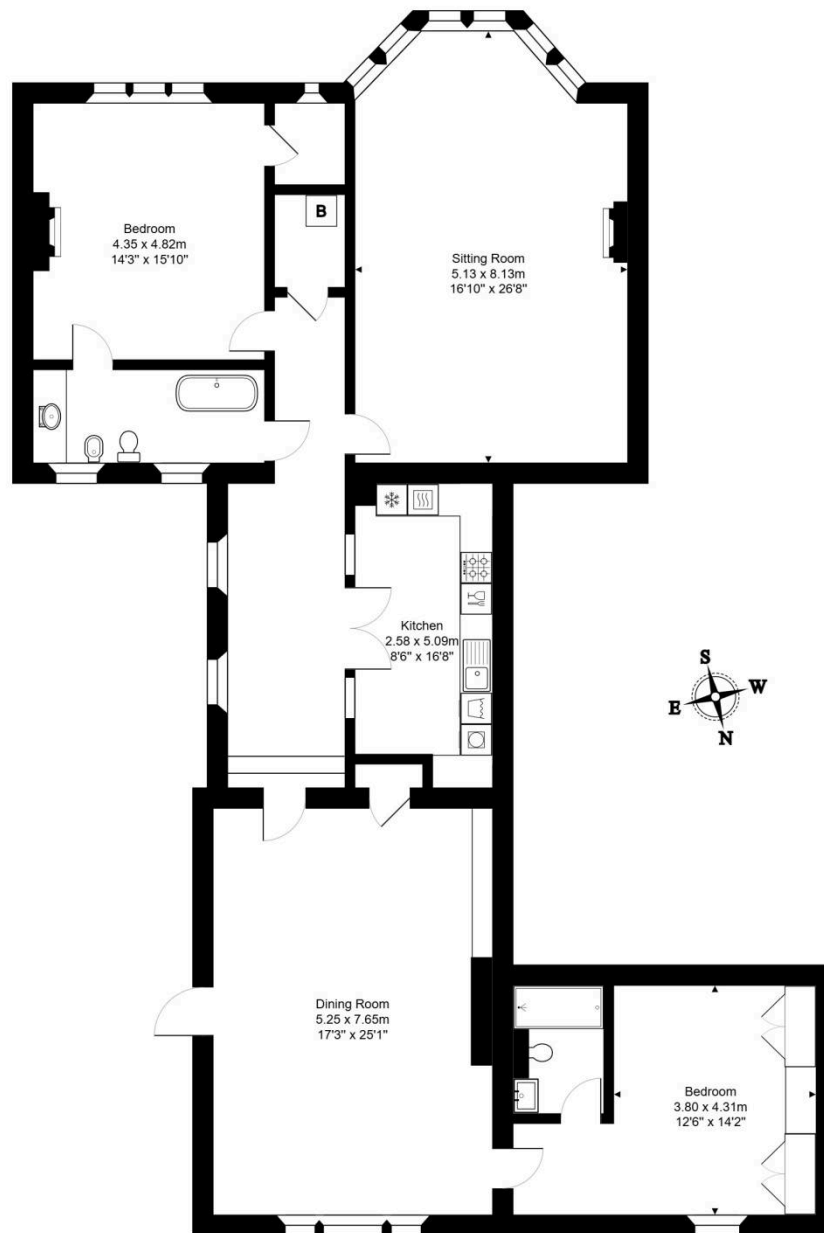 B
Bedroom
4.35 x 4.82m
14'3" x 15'10"
Sitting Room
5.13 x 8.13m
16'10" x 26'8"
Kitchen
2.58 x 5.09m
8'6" x 16'8"
S
W
E
N
Dining Room
5.25 x 7.65m
17'3" x 25'1"
Bedroom
3.80 x 4.31m
12'6" x 14'2"